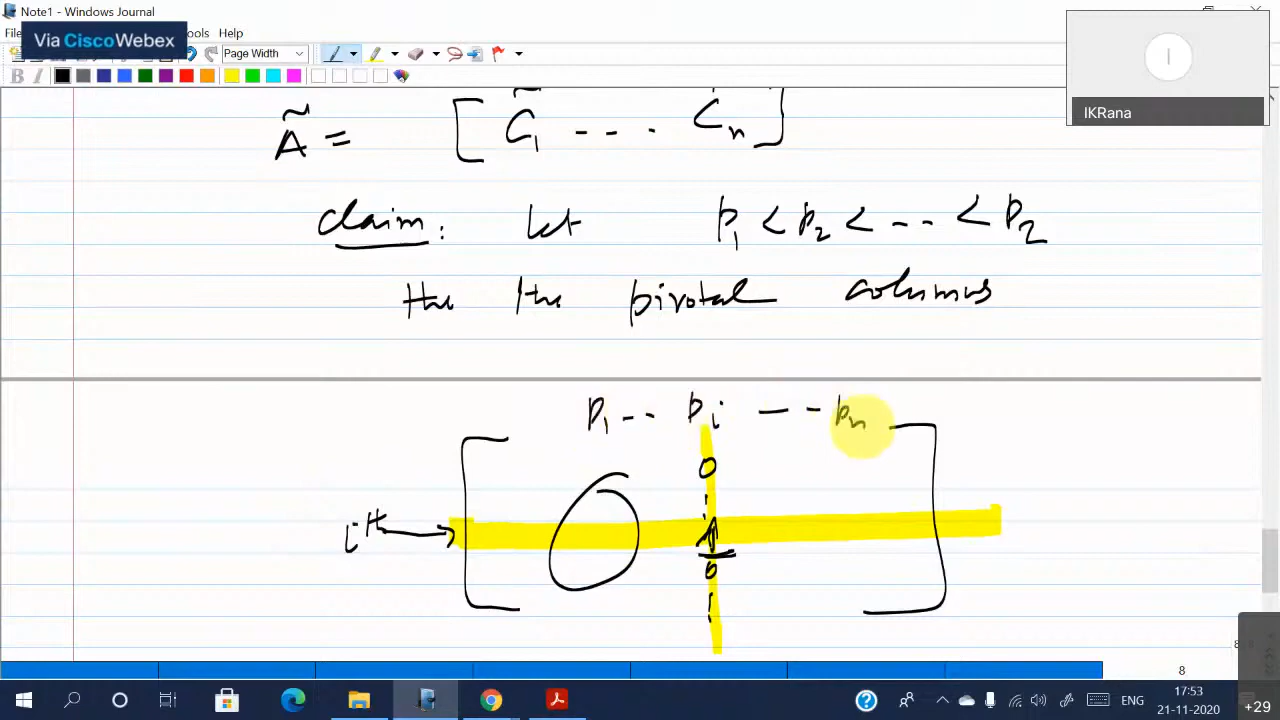 Note1 - Windows Journal
File
ools Help
Via CiscoWebex
Page Width
I
IKRana
Ã = [ C̃₁ - - - . C̃ₙ ]
claim: let p₁ < p₂ < - - < p₂
the the pivotal columns
p₁ - - pᵢ - - pₙ
0
iᵗʰ → 1
0
8
ENG
17:53
21-11-2020
+29